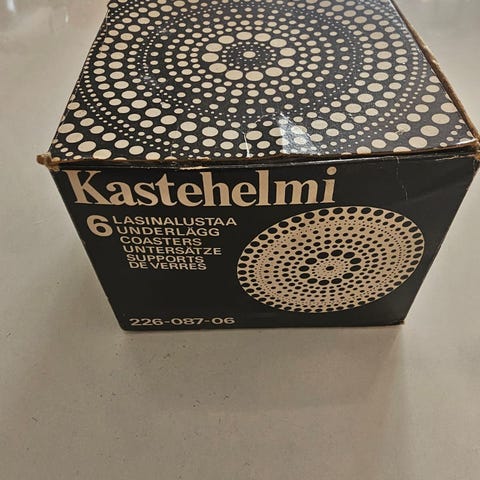 Kastehelmi
6 LASINALUSTAA
UNDERLÄGG
COASTERS
UNTERSÄTZE
SUPPORTS
DE VERRES
226-087-06